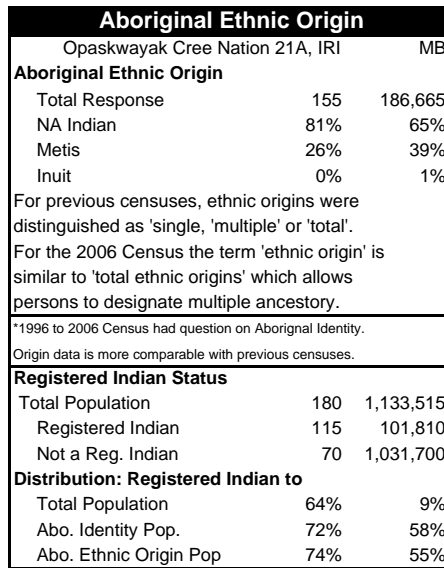 Aboriginal Ethnic Origin
Opaskwayak Cree Nation 21A, IRI MB
Aboriginal Ethnic Origin
Total Response 155 186,665
NA Indian 81% 65%
Metis 26% 39%
Inuit 0% 1%
For previous censuses, ethnic origins were
distinguished as 'single, 'multiple' or 'total'.
For the 2006 Census the term 'ethnic origin' is
similar to 'total ethnic origins' which allows
persons to designate multiple ancestory.
*1996 to 2006 Census had question on Aborignal Identity.
Origin data is more comparable with previous censuses.
Registered Indian Status
Total Population 180 1,133,515
Registered Indian 115 101,810
Not a Reg. Indian 70 1,031,700
Distribution: Registered Indian to
Total Population 64% 9%
Abo. Identity Pop. 72% 58%
Abo. Ethnic Origin Pop 74% 55%